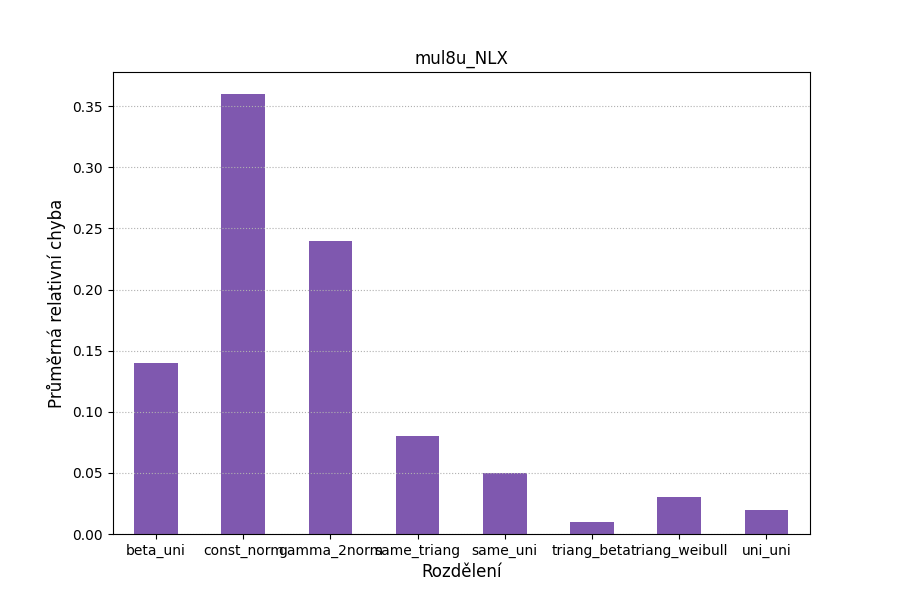 mul8u_NLX
Průměrná relativní chyba
0.35
0.30
0.25
0.20
0.15
0.10
0.05
0.00
beta_uni const_norm gamma_2norm same_triang same_uni triang_beta triang_weibull uni_uni
Rozdělení